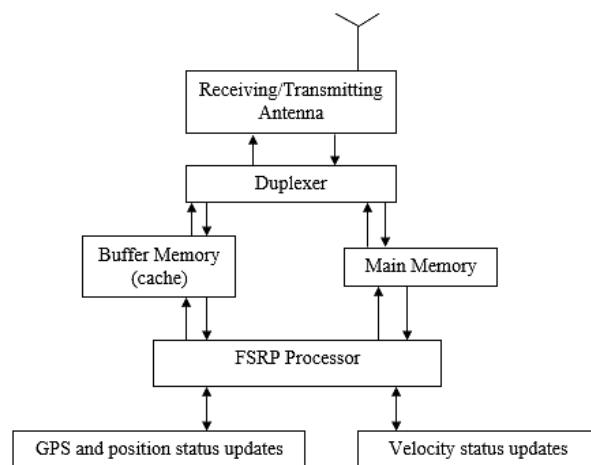 Receiving/Transmitting
Antenna
Duplexer
Buffer Memory
(cache)
Main Memory
FSRP Processor
GPS and position status updates
Velocity status updates